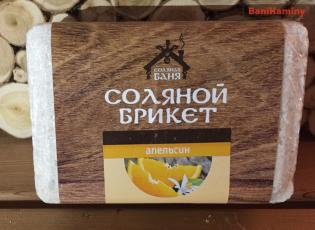 BaniKaminy
СОЛЯНАЯ
БАНЯ
СОЛЯНОЙ
БРИКЕТ
апельсин